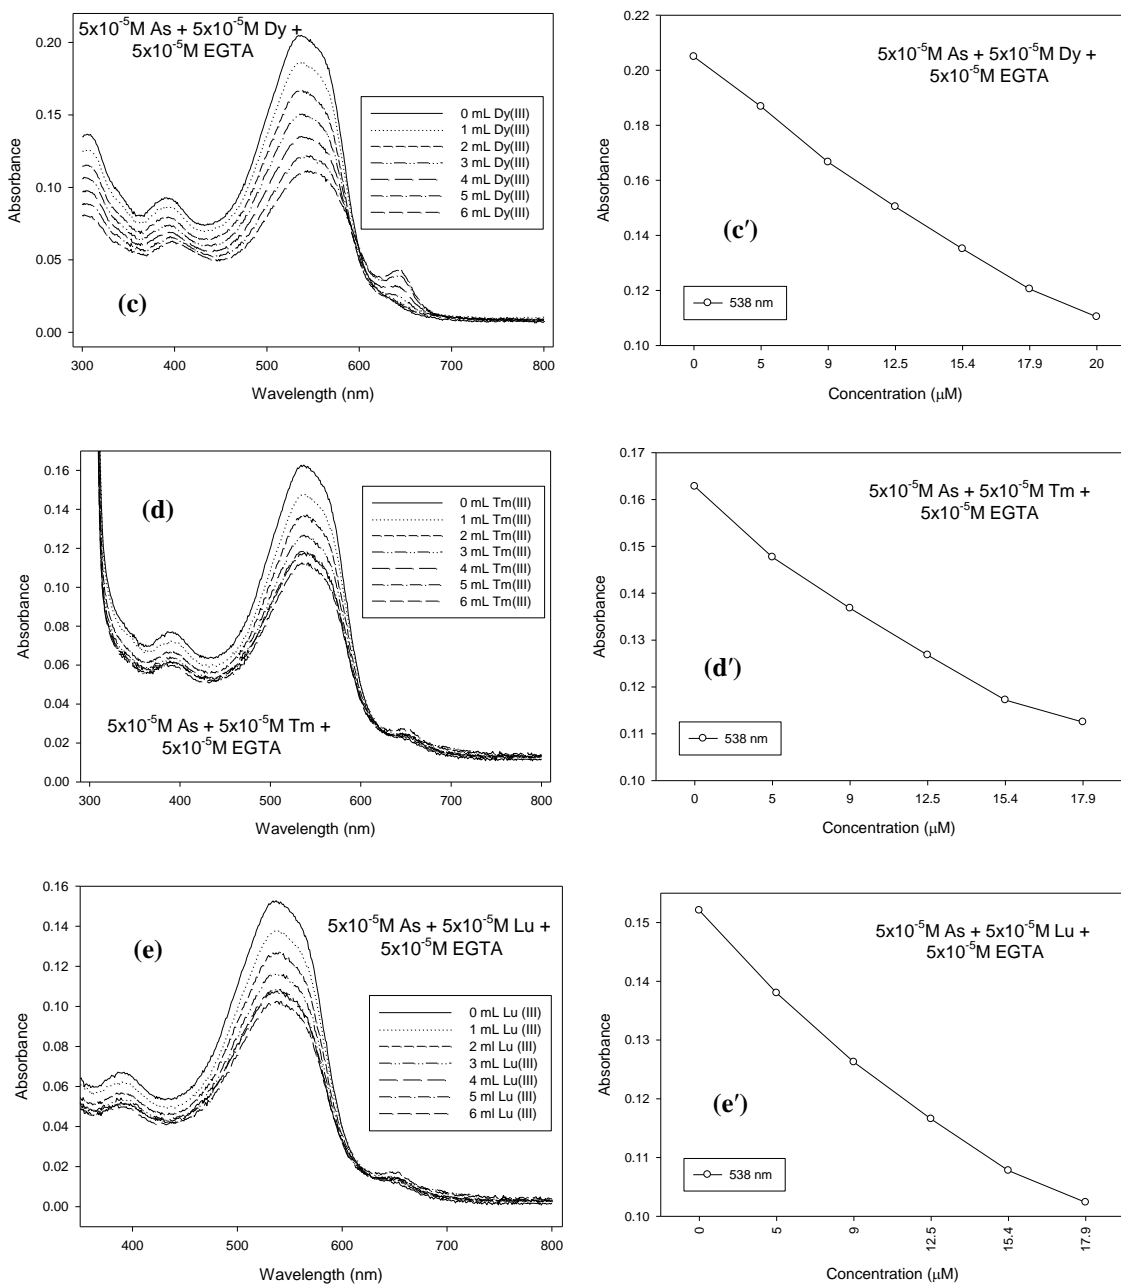 5x10⁻⁵M As + 5x10⁻⁵M Dy +
5x10⁻⁵M EGTA
0.20
0.15
0.10
0.05
0.00
Absorbance
0 mL Dy(III)
1 mL Dy(III)
2 mL Dy(III)
3 mL Dy(III)
4 mL Dy(III)
5 mL Dy(III)
6 mL Dy(III)
(c)
300 400 500 600 700 800
Wavelength (nm)
0.22
0.20
0.18
0.16
0.14
0.12
0.10
Absorbance
5x10⁻⁵M As + 5x10⁻⁵M Dy +
5x10⁻⁵M EGTA
(c′)
538 nm
0 5 9 12.5 15.4 17.9 20
Concentration (μM)
0.16
0.14
0.12
0.10
0.08
0.06
0.04
0.02
0.00
Absorbance
(d)
0 mL Tm(III)
1 mL Tm(III)
2 mL Tm(III)
3 mL Tm(III)
4 mL Tm(III)
5 mL Tm(III)
6 mL Tm(III)
5x10⁻⁵M As + 5x10⁻⁵M Tm +
5x10⁻⁵M EGTA
300 400 500 600 700 800
Wavelength (nm)
0.17
0.16
0.15
0.14
0.13
0.12
0.11
0.10
Absorbance
5x10⁻⁵M As + 5x10⁻⁵M Tm +
5x10⁻⁵M EGTA
(d′)
538 nm
0 5 9 12.5 15.4 17.9
Concentration (μM)
0.16
0.14
0.12
0.10
0.08
0.06
0.04
0.02
0.00
Absorbance
(e)
5x10⁻⁵M As + 5x10⁻⁵M Lu +
5x10⁻⁵M EGTA
0 mL Lu (III)
1 mL Lu (III)
2 ml Lu (III)
3 mL Lu(III)
4 mL Lu(III)
5 ml Lu (III)
6 ml Lu (III)
400 500 600 700 800
Wavelength (nm)
0.15
0.14
0.13
0.12
0.11
0.10
Absorbance
5x10⁻⁵M As + 5x10⁻⁵M Lu +
5x10⁻⁵M EGTA
(e′)
538 nm
0 5 9 12.5 15.4 17.9
Concentration (μM)